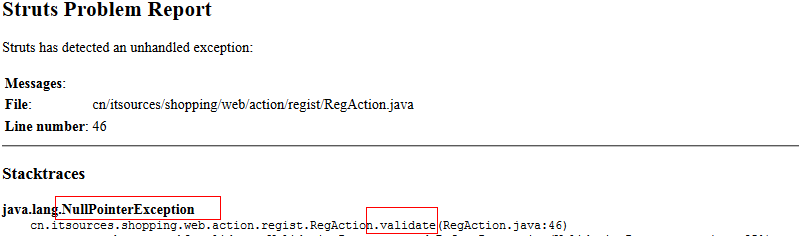 Struts Problem Report
Struts has detected an unhandled exception:
Messages:
File: cn/itsources/shopping/web/action/regist/RegAction.java
Line number: 46
Stacktraces
java.lang.NullPointerException
cn.itsources.shopping.web.action.regist.RegAction.validate(RegAction.java:46)